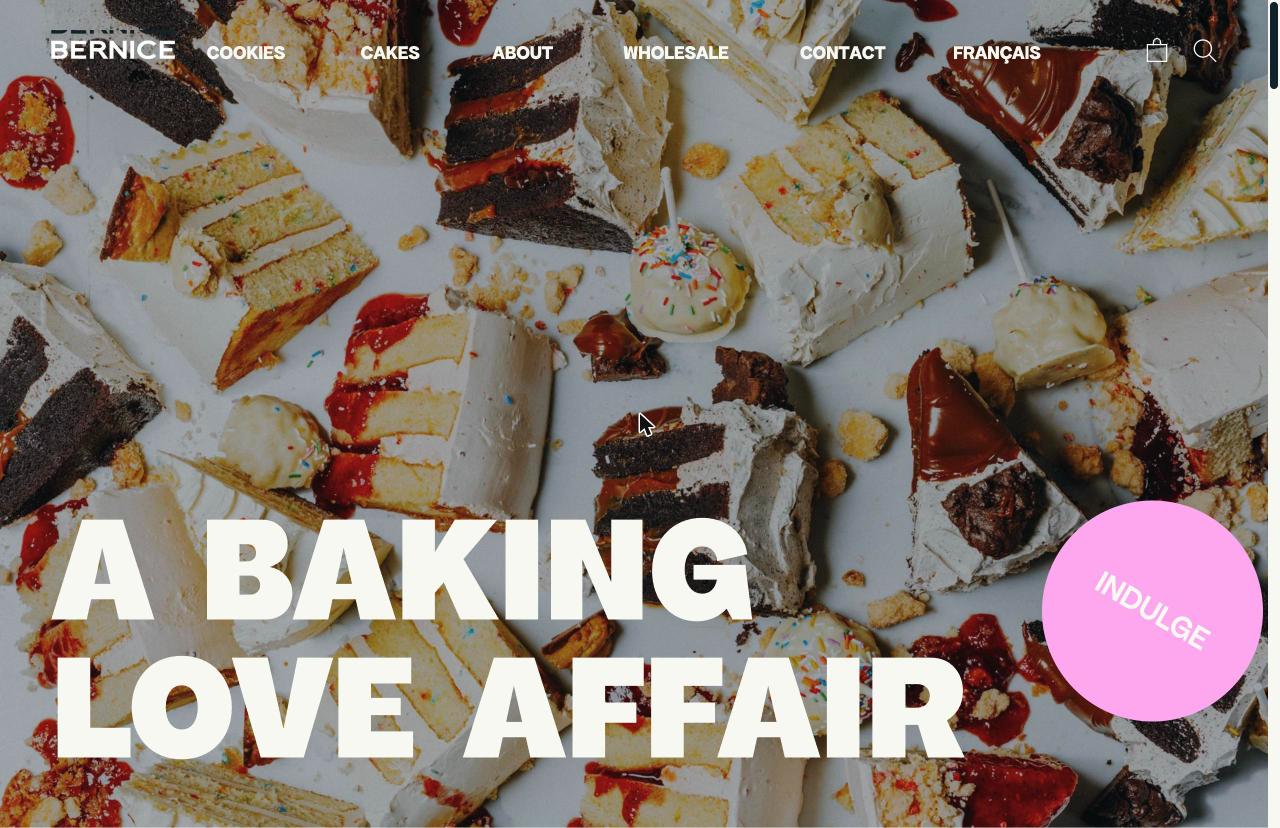 BERNICE
COOKIES
CAKES
ABOUT
WHOLESALE
CONTACT
FRANÇAIS
A BAKING
LOVE AFFAIR
INDULGE